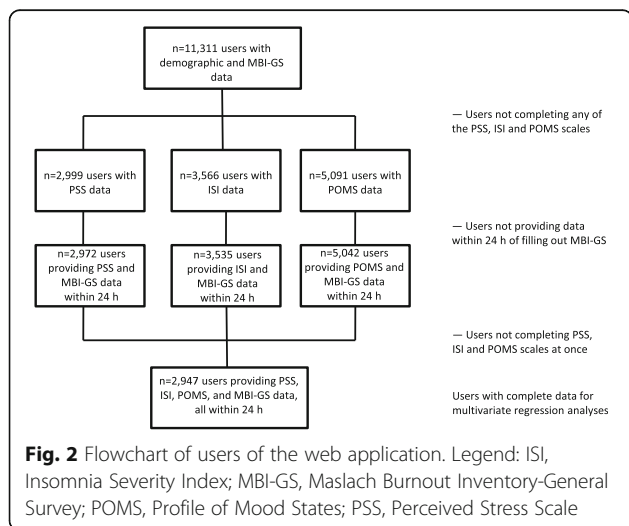 n=11,311 users with
demographic and MBI-GS
data
— Users not completing any of
the PSS, ISI and POMS scales
n=2,999 users with
PSS data
n=3,566 users with
ISI data
n=5,091 users with
POMS data
— Users not providing data
within 24 h of filling out MBI-GS
n=2,972 users
providing PSS and
MBI-GS data
within 24 h
n=3,535 users
providing ISI and
MBI-GS data
within 24 h
n=5,042 users
providing POMS and
MBI-GS data
within 24 h
— Users not completing PSS,
ISI and POMS scales at once
n=2,947 users providing PSS,
ISI, POMS, and MBI-GS data,
all within 24 h
Users with complete data for
multivariate regression analyses
Fig. 2 Flowchart of users of the web application. Legend: ISI,
Insomnia Severity Index; MBI-GS, Maslach Burnout Inventory-General
Survey; POMS, Profile of Mood States; PSS, Perceived Stress Scale